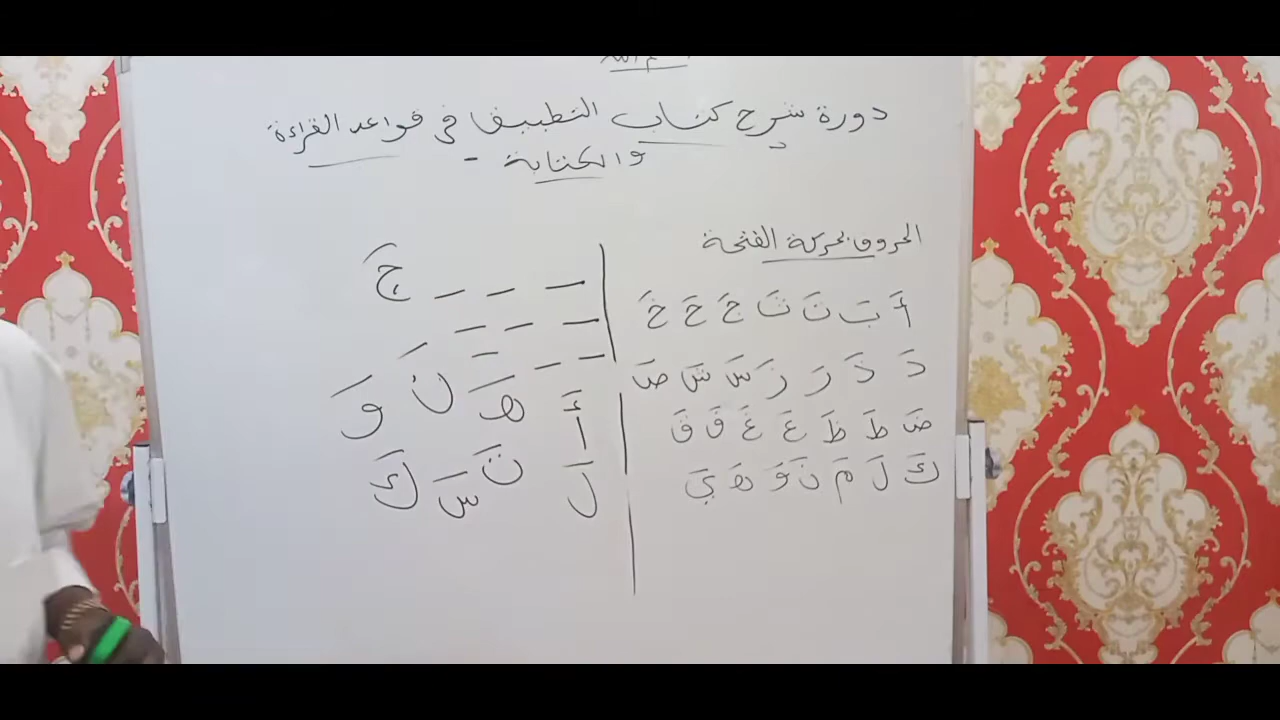 دورة شرح كتاب التطبيق في قواعد القراءة
والكتابة -
الحروف بحركة الفتحة
أَ بَ تَ ثَ جَ حَ خَ
دَ ذَ رَ زَ سَ شَ صَ
ضَ طَ ظَ عَ غَ فَ قَ
كَ لَ مَ نَ وَ هَ يَ
جَ
أَ هَ نَ وَ
لَ تَ سَ كَ